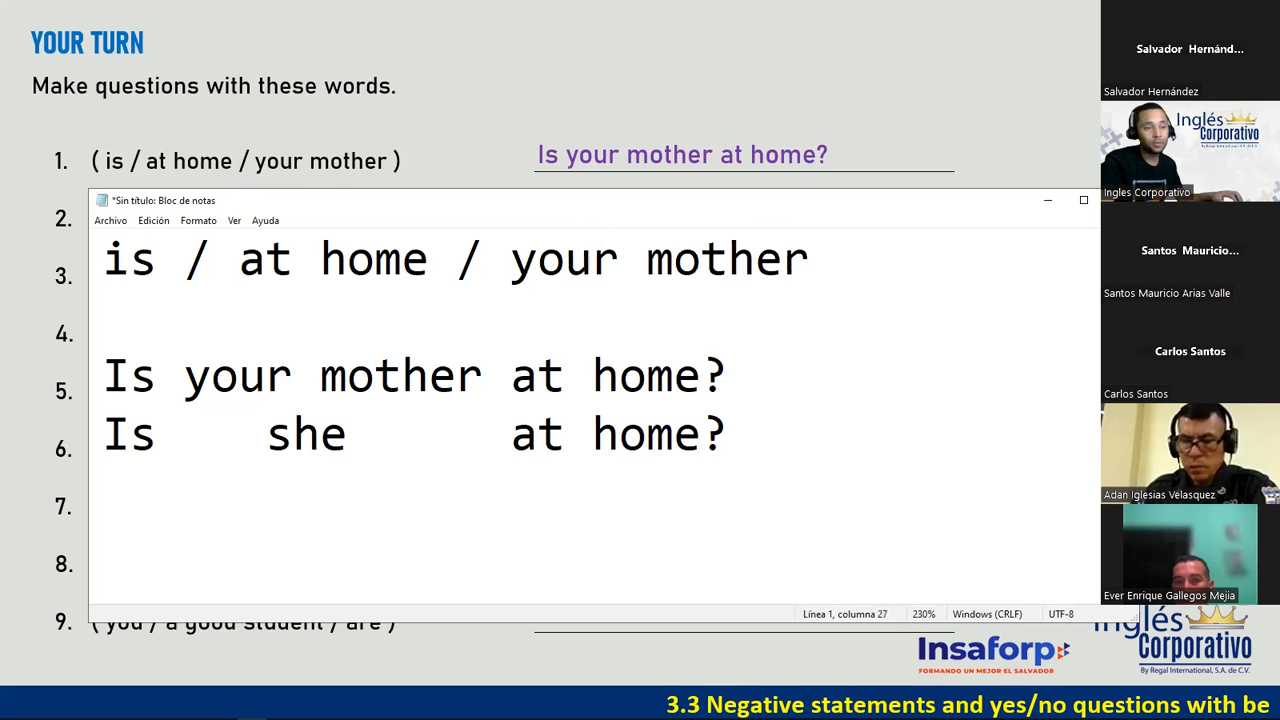 YOUR TURN
Make questions with these words.
1. ( is / at home / your mother ) Is your mother at home?
2.
3.
4.
5.
6.
7.
8.
9. ( you / a good student / are )
*Sin título: Bloc de notas
Archivo Edición Formato Ver Ayuda
is / at home / your mother
Is your mother at home?
Is she at home?
Línea 1, columna 27 230% Windows (CRLF) UTF-8
Salvador Hernánd...
Salvador Hernández
Inglés
Corporativo
By Regal International, S.A. de C.V.
Ingles Corporativo
Santos Mauricio...
Santos Mauricio Arias Valle
Carlos Santos
Carlos Santos
Adan Iglesias Velasquez
Ever Enrique Gallegos Mejia
Insaforp
FORMANDO UN MEJOR EL SALVADOR
Inglés
Corporativo
By Regal International, S.A. de C.V.
3.3 Negative statements and yes/no questions with be